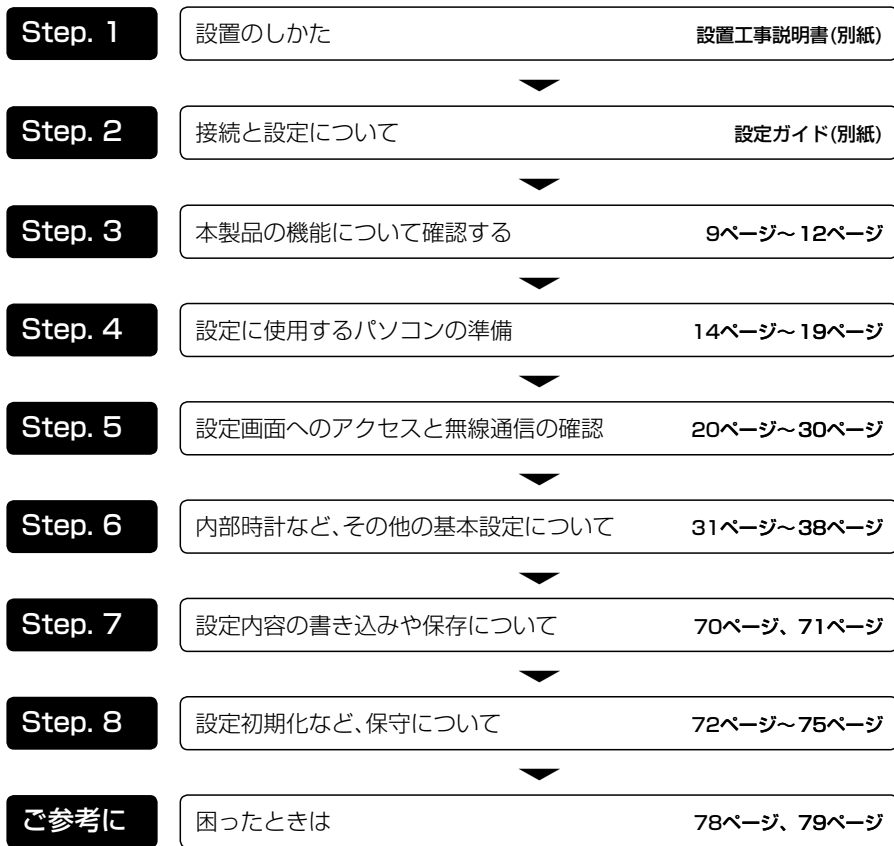 Step. 1 設置のしかた 設置工事説明書(別紙)
Step. 2 接続と設定について 設定ガイド(別紙)
Step. 3 本製品の機能について確認する 9ページ〜12ページ
Step. 4 設定に使用するパソコンの準備 14ページ〜19ページ
Step. 5 設定画面へのアクセスと無線通信の確認 20ページ〜30ページ
Step. 6 内部時計など、その他の基本設定について 31ページ〜38ページ
Step. 7 設定内容の書き込みや保存について 70ページ、71ページ
Step. 8 設定初期化など、保守について 72ページ〜75ページ
ご参考に 困ったときは 78ページ、79ページ